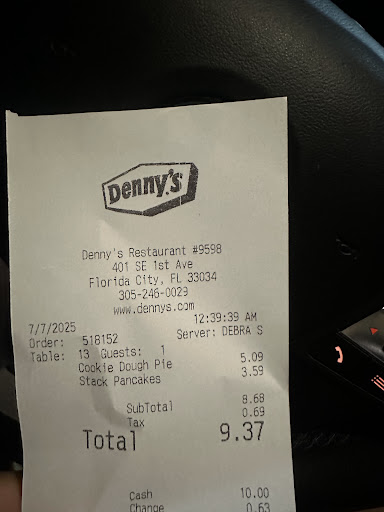 Denny's
Denny's Restaurant #9598
401 SE 1st Ave
Florida City, FL 33034
305-246-0029
www.dennys.com
7/7/2025 12:39:39 AM
Order: 518152 Server: DEBRA S
Table: 13 Guests: 1
Cookie Dough Pie 5.09
Stack Pancakes 3.59
SubTotal 8.68
Tax 0.69
Total 9.37
Cash 10.00
Change 0.63